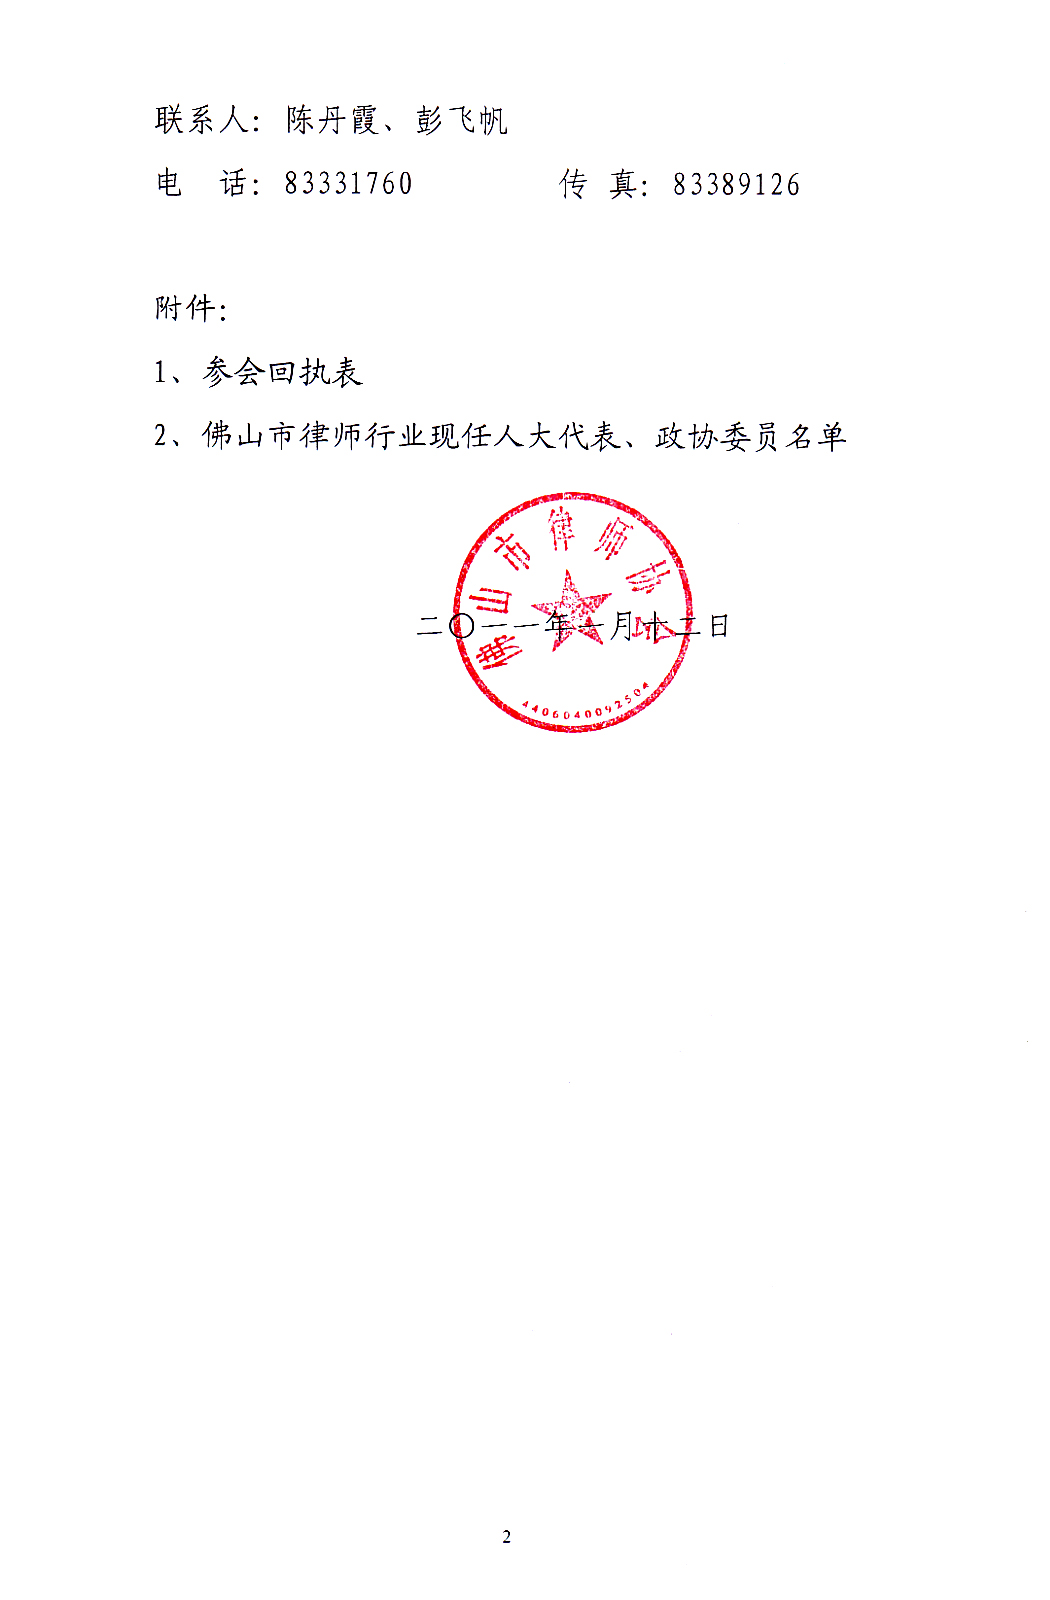 联系人：陈丹霞、彭飞帆
电　话：83331760　传 真：83389126
附件：
1、参会回执表
2、佛山市律师行业现任人大代表、政协委员名单
佛山市律师协会
二〇一一年一月十二日
4406040092504
2